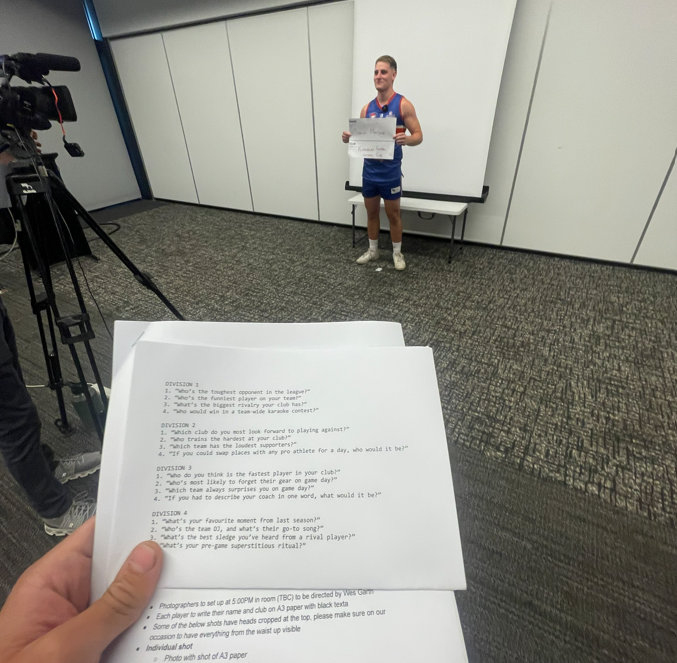 DIVISION 1
1. "Who's the toughest opponent in the league?"
2. "Who's the funniest player on your team?"
3. "What's the biggest rivalry your club has?"
4. "Who would win in a team-wide karaoke contest?"
DIVISION 2
1. "Which club do you most look forward to playing against?"
2. "Who trains the hardest at your club?"
3. "Which team has the loudest supporters?"
4. "If you could swap places with any pro athlete for a day, who would it be?"
DIVISION 3
1. "Who do you think is the fastest player in your club?"
2. "Who's most likely to forget their gear on game day?"
3. "Which team always surprises you on game day?"
4. "If you had to describe your coach in one word, what would it be?"
DIVISION 4
1. "What's your favourite moment from last season?"
2. "Who's the team DJ, and what's their go-to song?"
3. "What's the best sledge you've heard from a rival player?"
"What's your pre-game superstitious ritual?"
• Photographers to set up at 5:00PM in room (TBC) to be directed by Wes Gann
• Each player to write their name and club on A3 paper with black texta
• Some of the below shots have heads cropped at the top, please make sure on our
occasion to have everything from the waist up visible
• Individual shot
○ Photo with shot of A3 paper